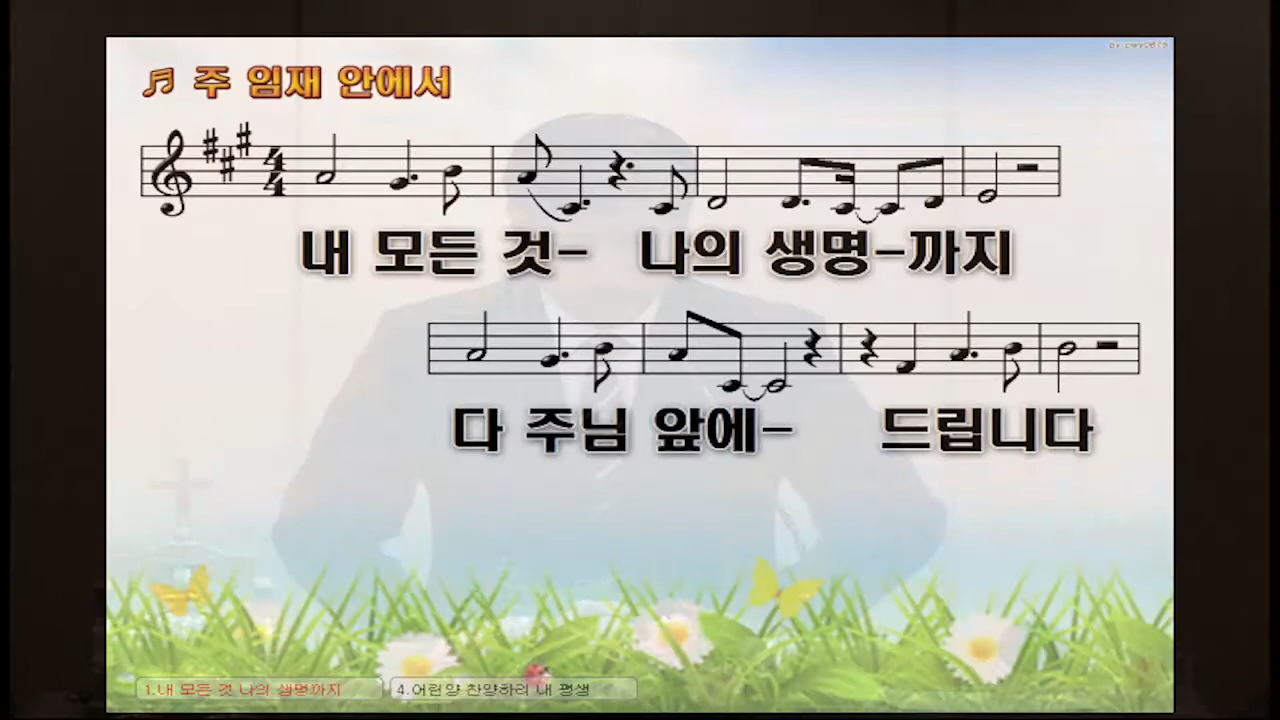 ♬ 주 임재 안에서
내 모든 것- 나의 생명-까지
다 주님 앞에- 드립니다
1.내 모든 것 나의 생명까지
4.어린양 찬양하리 내 평생